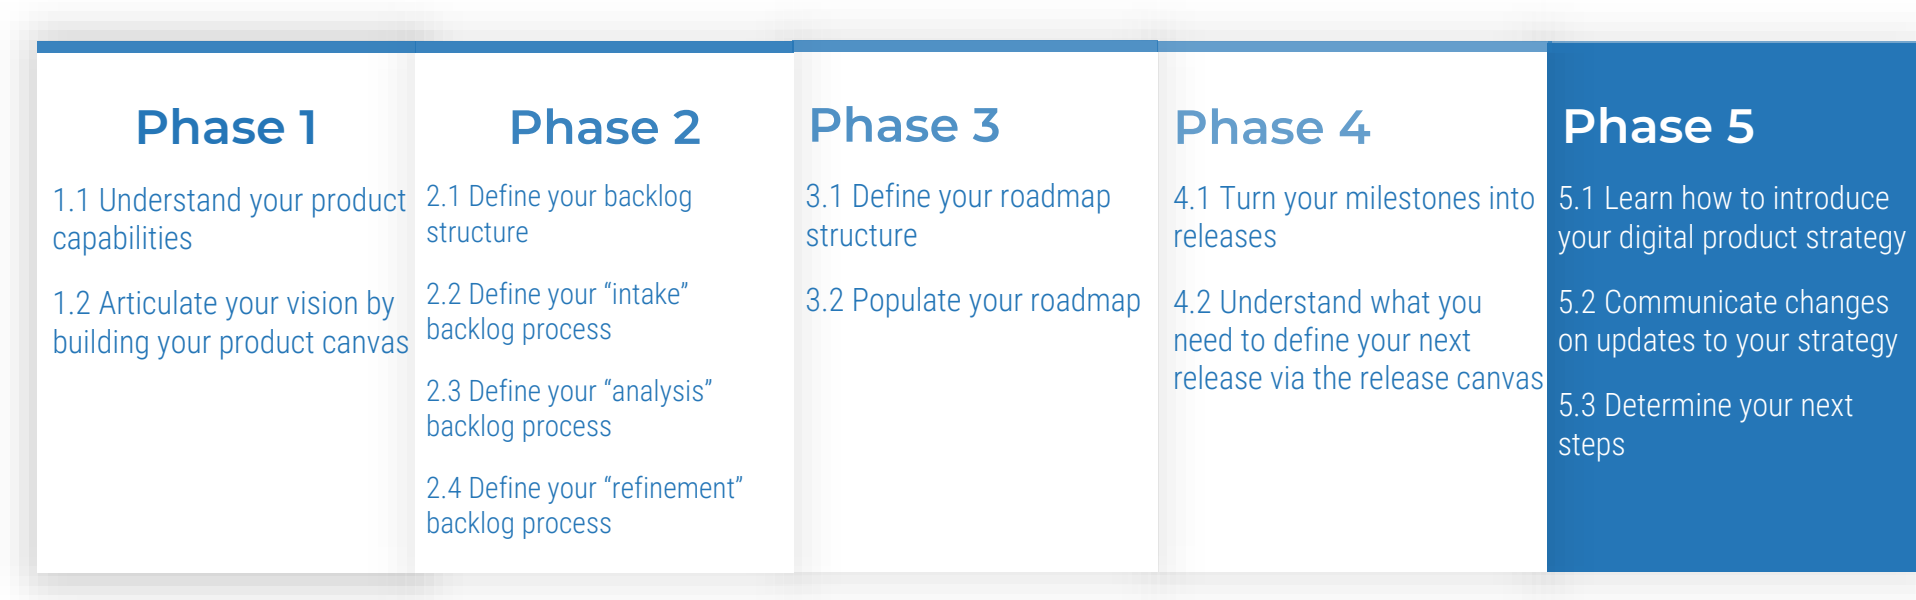 Phase 1
1.1 Understand your product
capabilities
1.2 Articulate your vision by
building your product canvas
Phase 2
2.1 Define your backlog
structure
2.2 Define your “intake”
backlog process
2.3 Define your “analysis”
backlog process
2.4 Define your “refinement”
backlog process
Phase 3
3.1 Define your roadmap
structure
3.2 Populate your roadmap
Phase 4
4.1 Turn your milestones into
releases
4.2 Understand what you
need to define your next
release via the release canvas
Phase 5
5.1 Learn how to introduce
your digital product strategy
5.2 Communicate changes
on updates to your strategy
5.3 Determine your next
steps